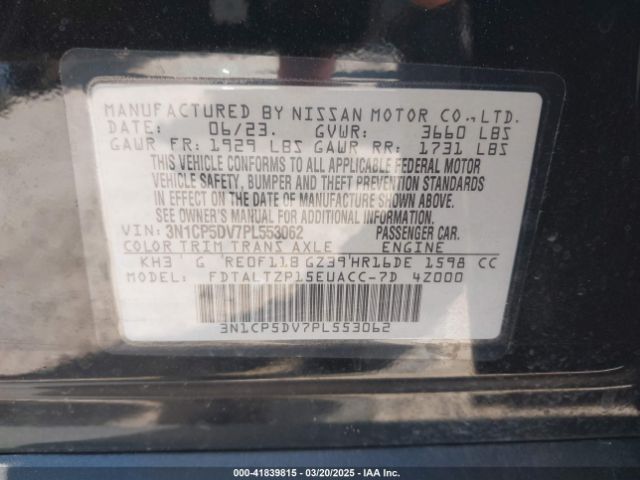 MANUFACTURED BY NISSAN MOTOR CO., LTD.
DATE: 06/23. GVWR: 3660 LBS
GAWR FR: 1929 LBS GAWR RR: 1731 LBS
THIS VEHICLE CONFORMS TO ALL APPLICABLE FEDERAL MOTOR
VEHICLE SAFETY, BUMPER AND THEFT PREVENTION STANDARDS
IN EFFECT ON THE DATE OF MANUFACTURE SHOWN ABOVE.
SEE OWNER'S MANUAL FOR ADDITIONAL INFORMATION.
VIN: 3N1CP5DV7PL553062 PASSENGER CAR.
COLOR TRIM TRANS AXLE ENGINE
KH3 G RE0F11B GZ39 HR16DE 1598 CC
MODEL: FDTALTZP15EUACC-7D 4Z000
3N1CP5DV7PL553062
000-41839815 | 03/20/2025 | IAA Inc.